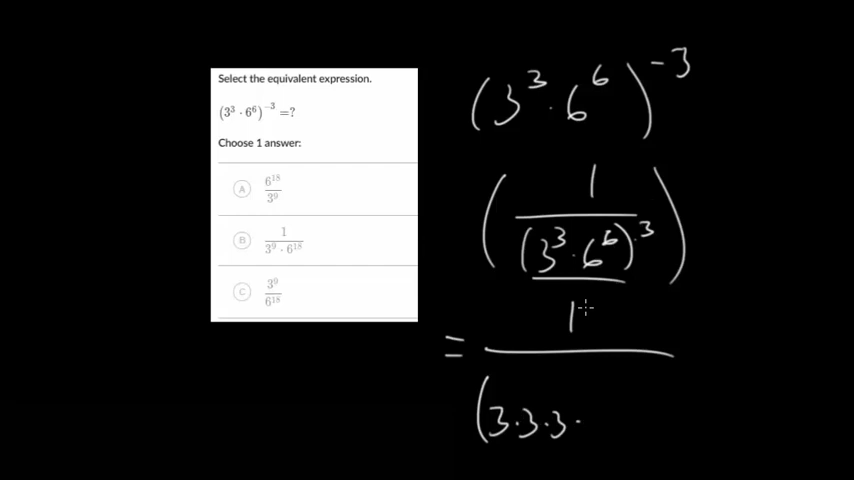 Select the equivalent expression.
(3³ · 6⁶)⁻³ =?
Choose 1 answer:
A 6¹⁸/3⁹
B 1/(3⁹ · 6¹⁸)
C 3⁹/6¹⁸
(3³ · 6⁶)⁻³
(1/(3³ · 6⁶)·³)
1
=
(3·3·3·